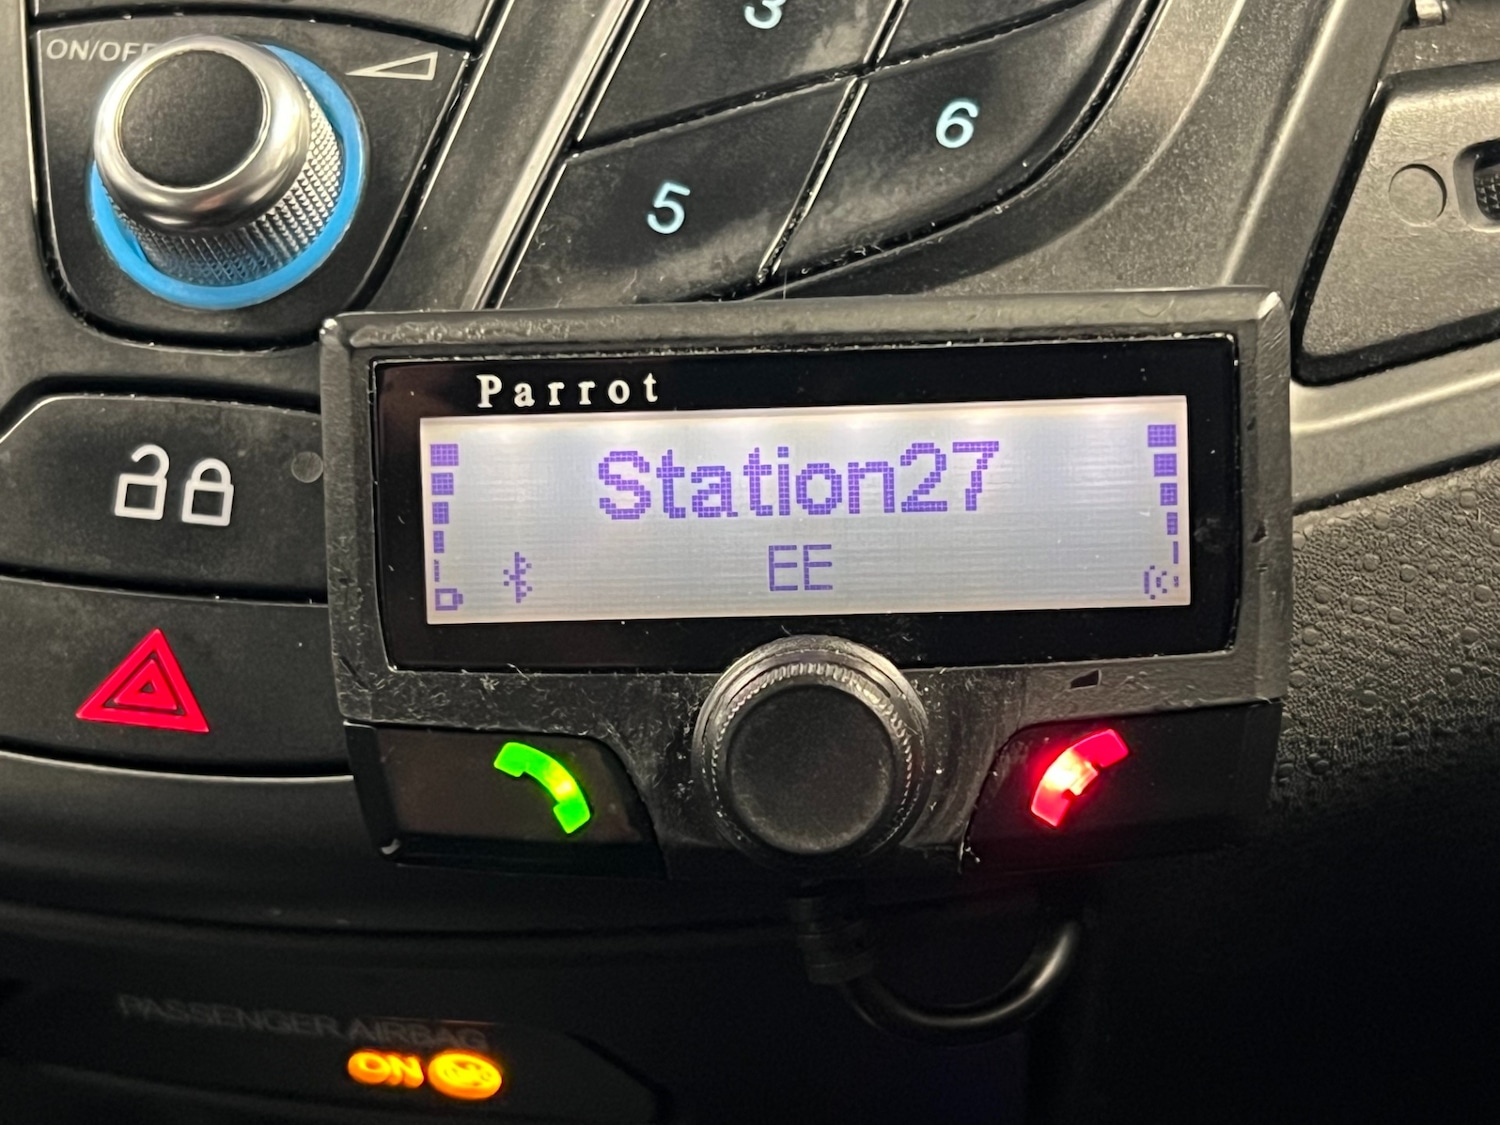 ON/OFF
3
6
5
Parrot
Station27
EE
PASSENGER AIRBAG
ON